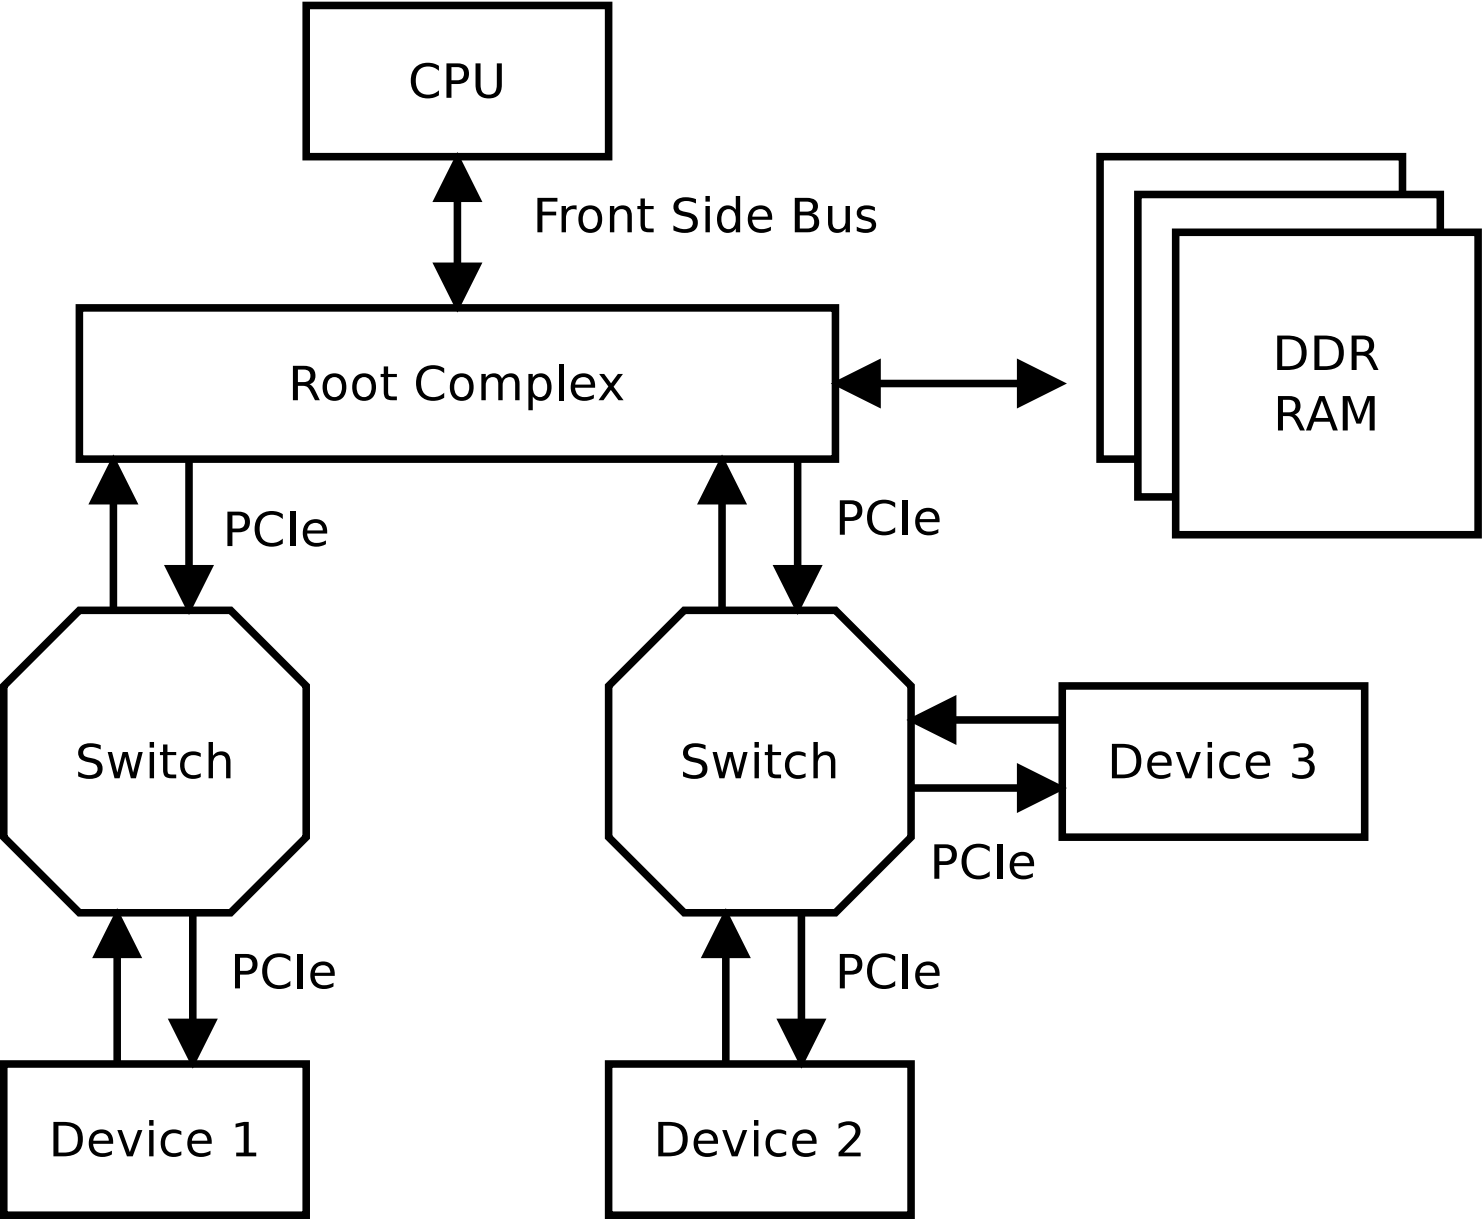 CPU
Front Side Bus
Root Complex
DDR
RAM
PCIe
PCIe
Switch
Switch
Device 3
PCIe
PCIe
PCIe
Device 1
Device 2